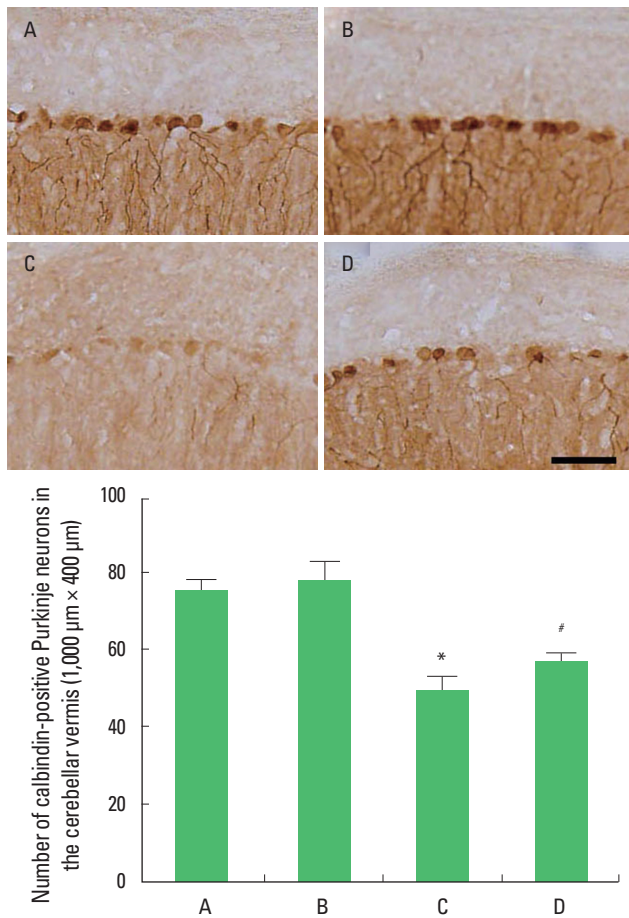 A
B
C
D
Number of calbindin-positive Purkinje neurons in
the cerebellar vermis (1,000 µm × 400 µm)
100
80
60
40
20
0
*
#
A
B
C
D